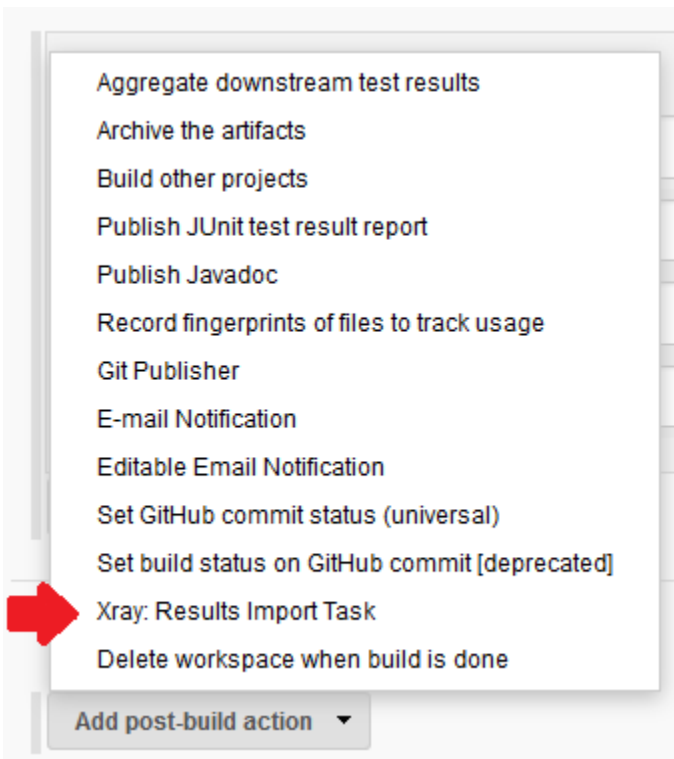 Aggregate downstream test results
Archive the artifacts
Build other projects
Publish JUnit test result report
Publish Javadoc
Record fingerprints of files to track usage
Git Publisher
E-mail Notification
Editable Email Notification
Set GitHub commit status (universal)
Set build status on GitHub commit [deprecated]
Xray: Results Import Task
Delete workspace when build is done
Add post-build action